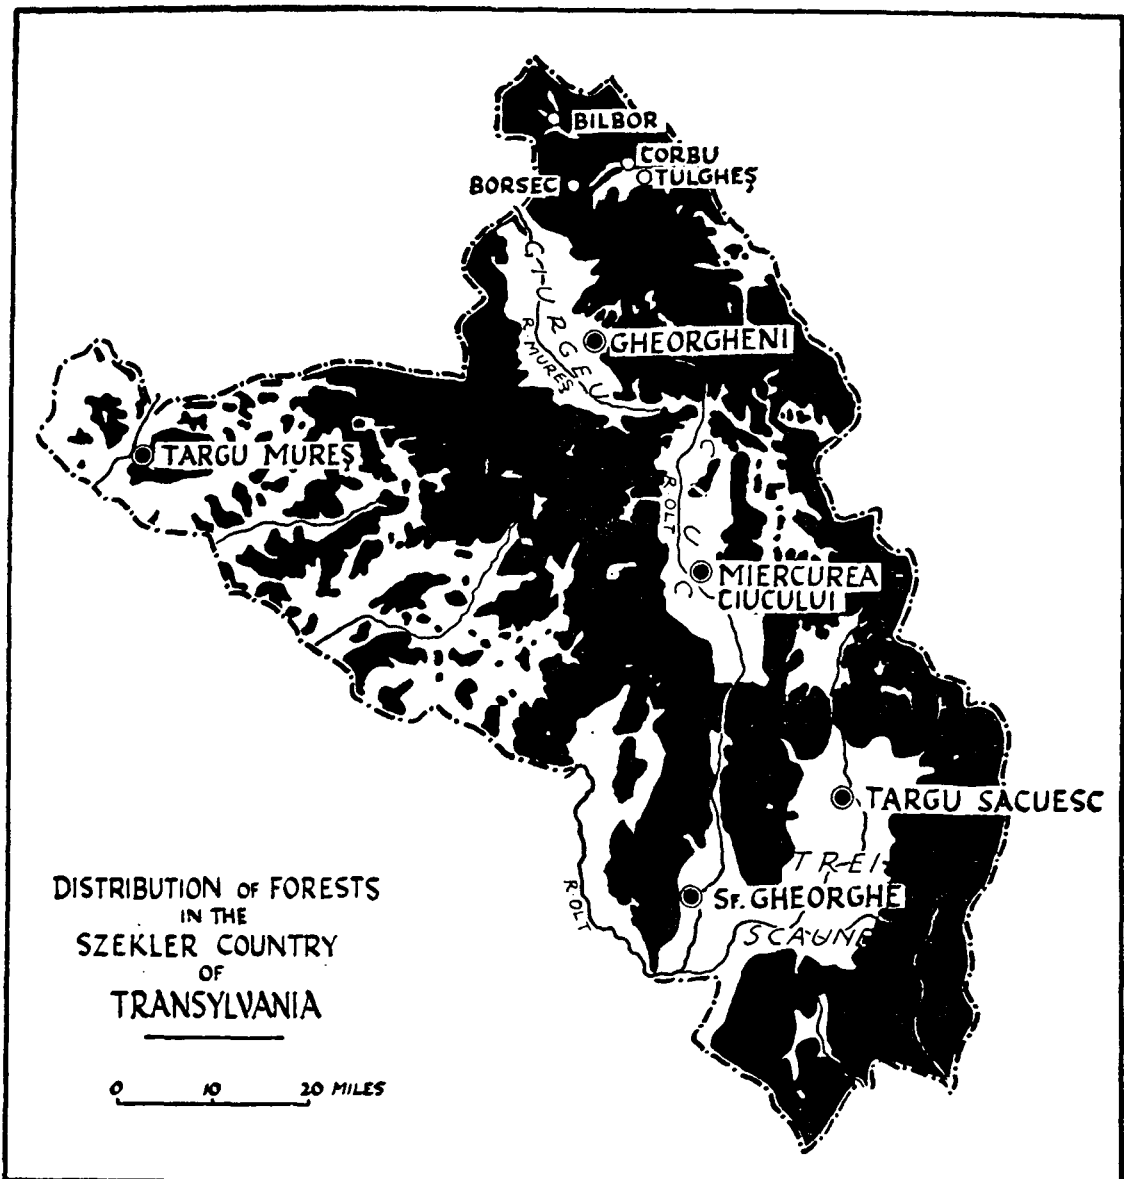 BILBOR
CORBU
TULGHEŞ
BORSEC
GIURGEU
R. MUREŞ
GHEORGHENI
TARGU MUREŞ
CIUC
R. OLT
MIERCUREA
CIUCULUI
TARGU SACUESC
TREI-
SCAUNE
SF. GHEORGHE
R. OLT
DISTRIBUTION OF FORESTS
IN THE
SZEKLER COUNTRY
OF
TRANSYLVANIA
0 10 20 MILES